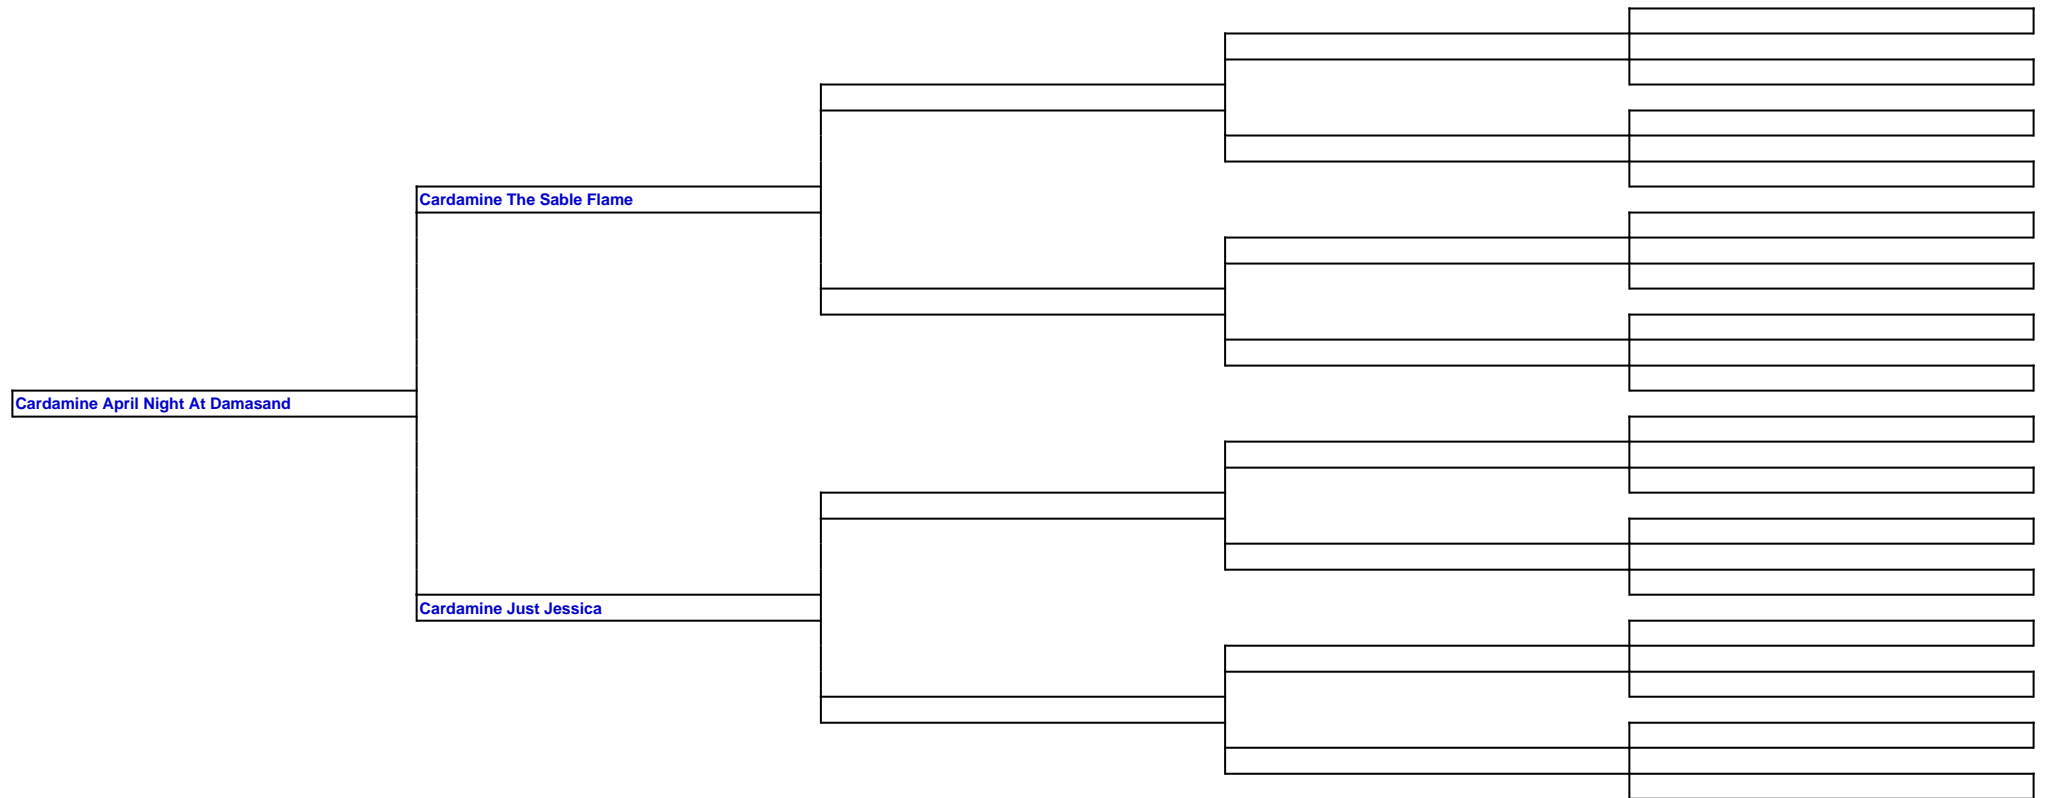 Cardamine The Sable Flame
Cardamine April Night At Damasand
Cardamine Just Jessica